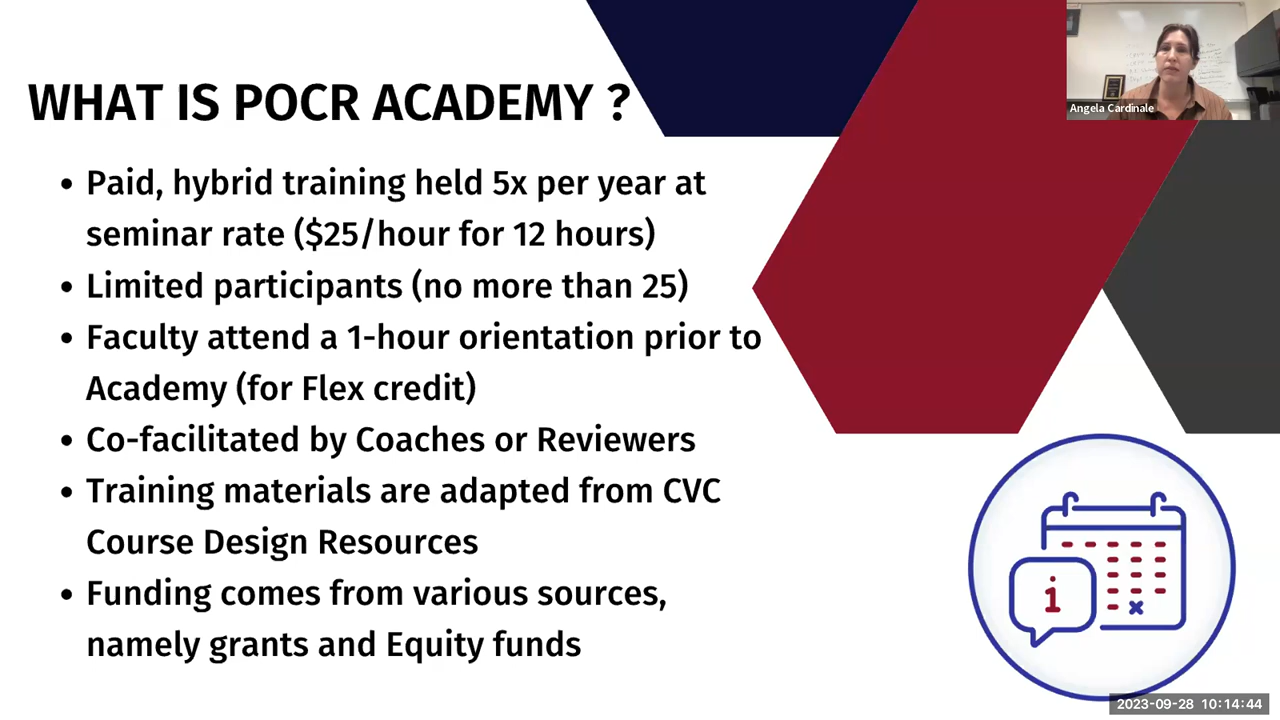 WHAT IS POCR ACADEMY ?
• Paid, hybrid training held 5x per year at
seminar rate ($25/hour for 12 hours)
• Limited participants (no more than 25)
• Faculty attend a 1-hour orientation prior to
Academy (for Flex credit)
• Co-facilitated by Coaches or Reviewers
• Training materials are adapted from CVC
Course Design Resources
• Funding comes from various sources,
namely grants and Equity funds
Angela Cardinale
i
2023-09-28 10:14:44